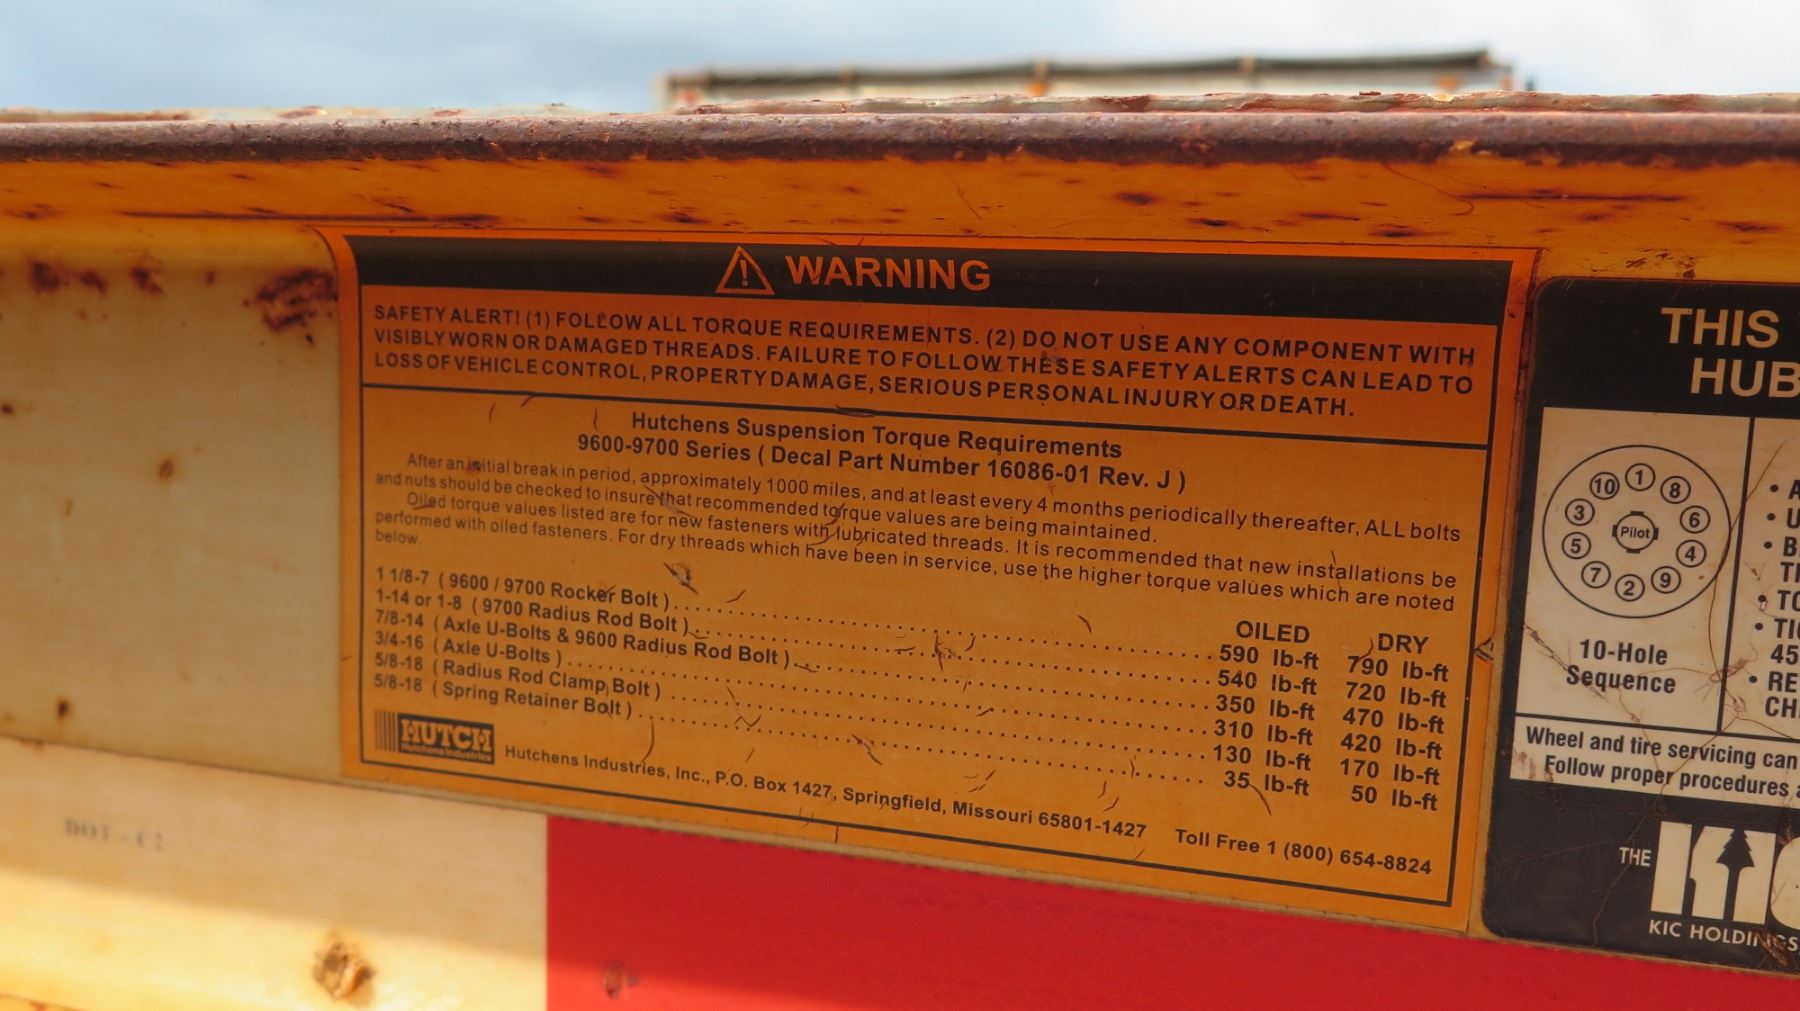 WARNING
SAFETY ALERT! (1) FOLLOW ALL TORQUE REQUIREMENTS. (2) DO NOT USE ANY COMPONENT WITH
VISIBLY WORN OR DAMAGED THREADS. FAILURE TO FOLLOW THESE SAFETY ALERTS CAN LEAD TO
LOSS OF VEHICLE CONTROL, PROPERTY DAMAGE, SERIOUS PERSONAL INJURY OR DEATH.
Hutchens Suspension Torque Requirements
9600-9700 Series ( Decal Part Number 16086-01 Rev. J )
After an initial break in period, approximately 1000 miles, and at least every 4 months periodically thereafter, ALL bolts
and nuts should be checked to insure that recommended torque values are being maintained.
Oiled torque values listed are for new fasteners with lubricated threads. It is recommended that new installations be
performed with oiled fasteners. For dry threads which have been in service, use the higher torque values which are noted
below.
OILED DRY
1 1/8-7 ( 9600 / 9700 Rocker Bolt ) 590 lb-ft 790 lb-ft
1-14 or 1-8 ( 9700 Radius Rod Bolt ) 540 lb-ft 720 lb-ft
7/8-14 ( Axle U-Bolts & 9600 Radius Rod Bolt ) 350 lb-ft 470 lb-ft
3/4-16 ( Axle U-Bolts ) 310 lb-ft 420 lb-ft
5/8-18 ( Radius Rod Clamp Bolt ) 130 lb-ft 170 lb-ft
5/8-18 ( Spring Retainer Bolt ) 35 lb-ft 50 lb-ft
HUTCH
Hutchens Industries
Hutchens Industries, Inc., P.O. Box 1427, Springfield, Missouri 65801-1427 Toll Free 1 (800) 654-8824
DOT-C2
THIS
HUB
10 1 8
3 6
Pilot
5 4
7 2 9
10-Hole
Sequence
• A
• U
• B
T
• TO
• TI
45
• RE
CH
Wheel and tire servicing can
Follow proper procedures
THE KIC
KIC HOLDINGS